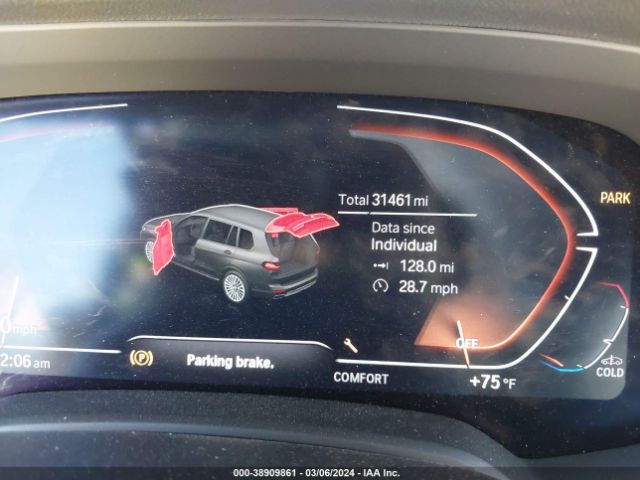 Total 31461 mi
PARK
Data since
Individual
128.0 mi
28.7 mph
0 mph
2:06 am
(P)
Parking brake.
OFF
COMFORT
+75 °F
COLD
000-38909861 - 03/06/2024 - IAA Inc.